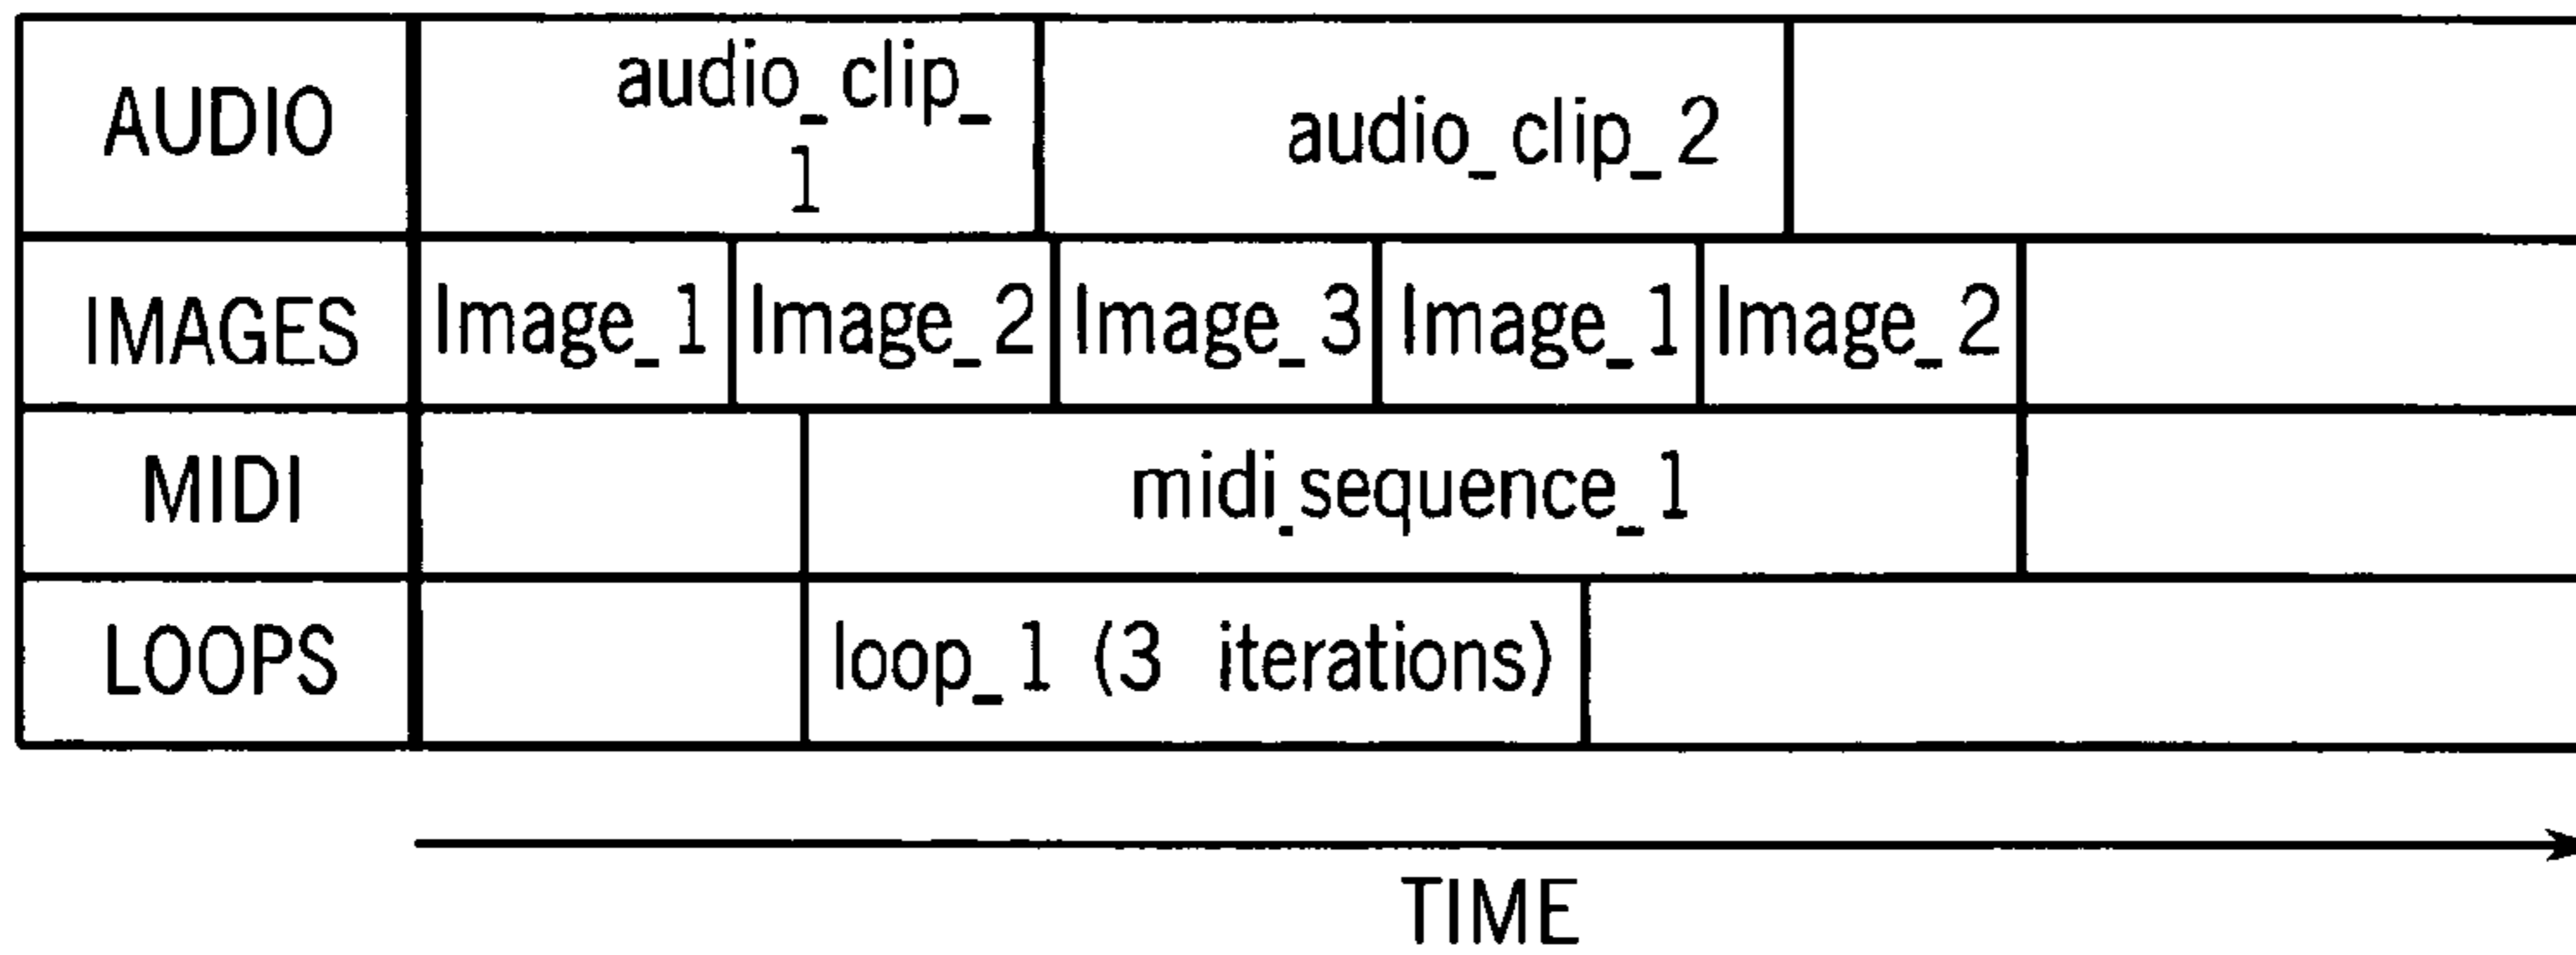 AUDIO
audio_clip_
1
audio_clip_2
IMAGES
Image_1
Image_2
Image_3
Image_1
Image_2
MIDI
midi_sequence_1
LOOPS
loop_1 (3 iterations)
TIME